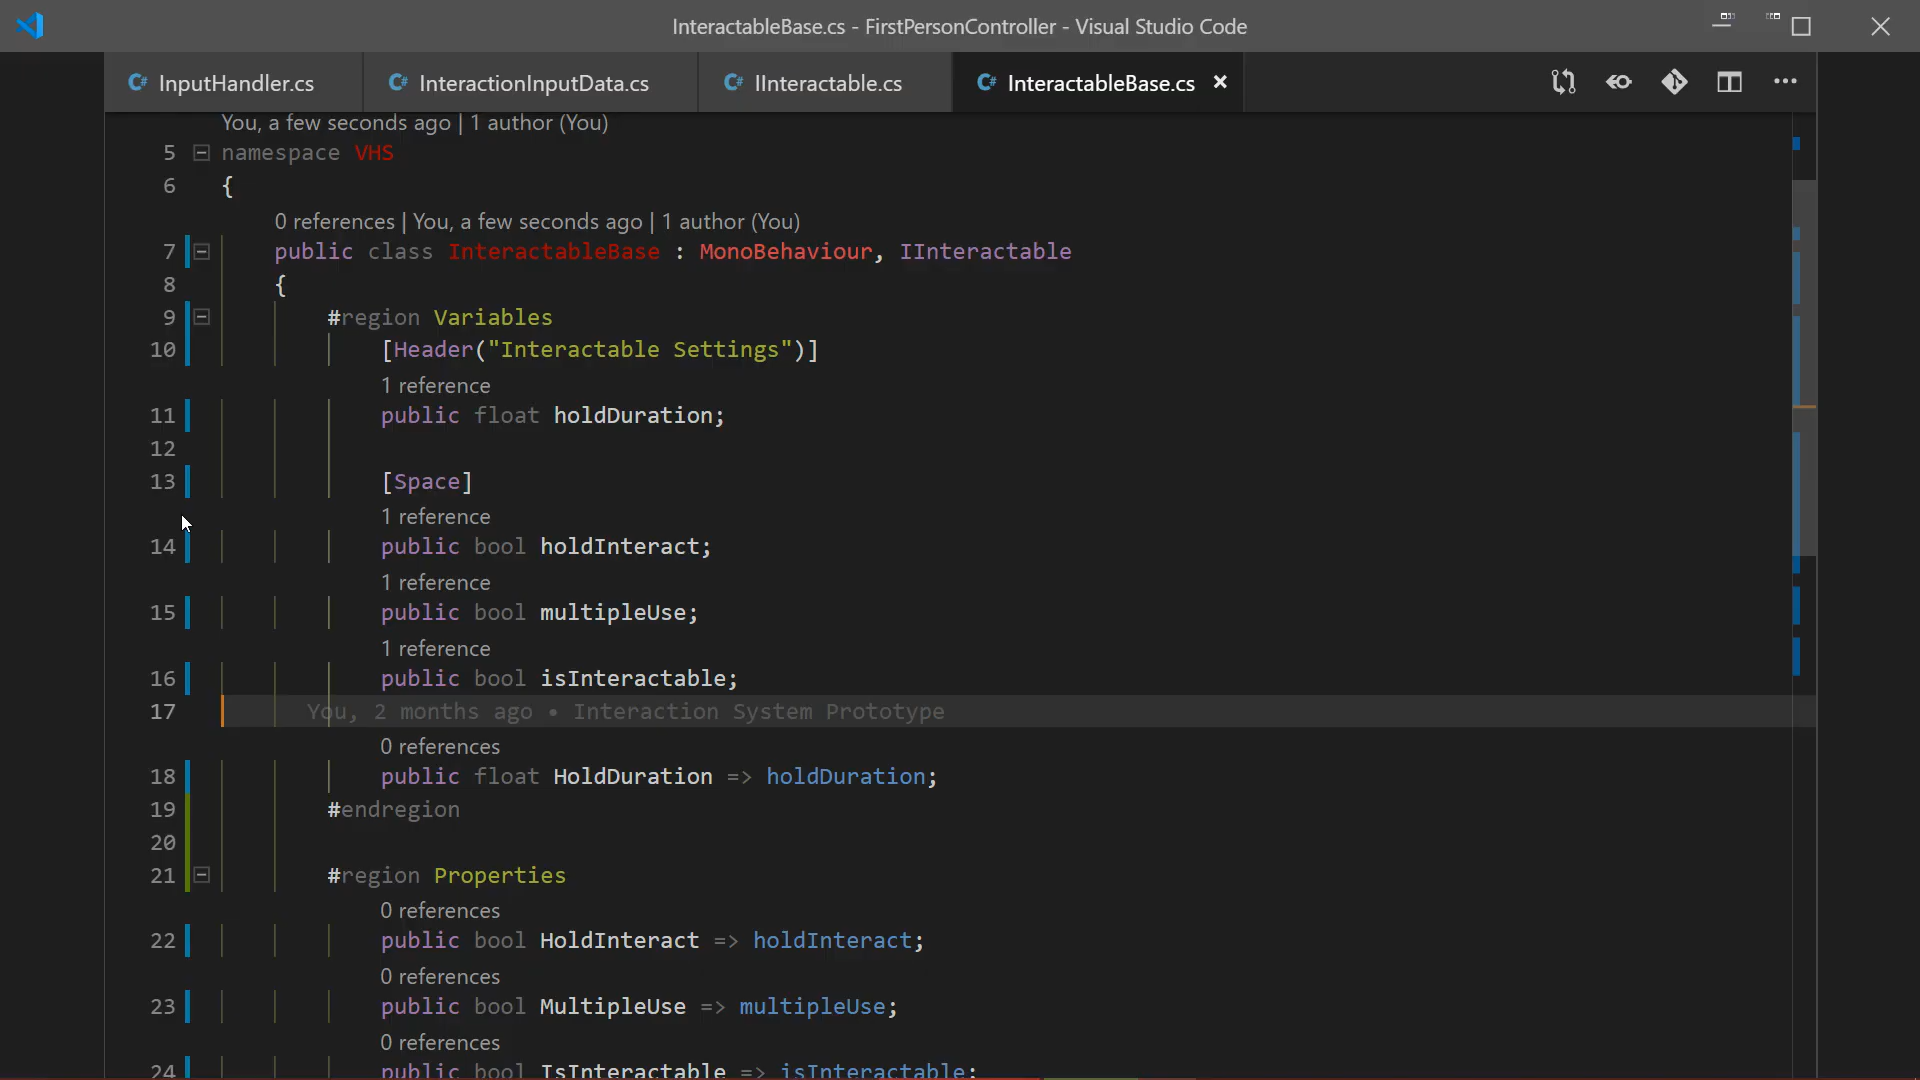 InteractableBase.cs - FirstPersonController - Visual Studio Code
C# InputHandler.cs C# InteractionInputData.cs C# IInteractable.cs C# InteractableBase.cs
You, a few seconds ago | 1 author (You)
5 namespace VHS
6 {
0 references | You, a few seconds ago | 1 author (You)
7 public class InteractableBase : MonoBehaviour, IInteractable
8 {
9 #region Variables
10 [Header("Interactable Settings")]
1 reference
11 public float holdDuration;
12
13 [Space]
1 reference
14 public bool holdInteract;
1 reference
15 public bool multipleUse;
1 reference
16 public bool isInteractable;
17 You, 2 months ago • Interaction System Prototype
0 references
18 public float HoldDuration => holdDuration;
19 #endregion
20
21 #region Properties
0 references
22 public bool HoldInteract => holdInteract;
0 references
23 public bool MultipleUse => multipleUse;
0 references
24 public bool IsInteractable => isInteractable;